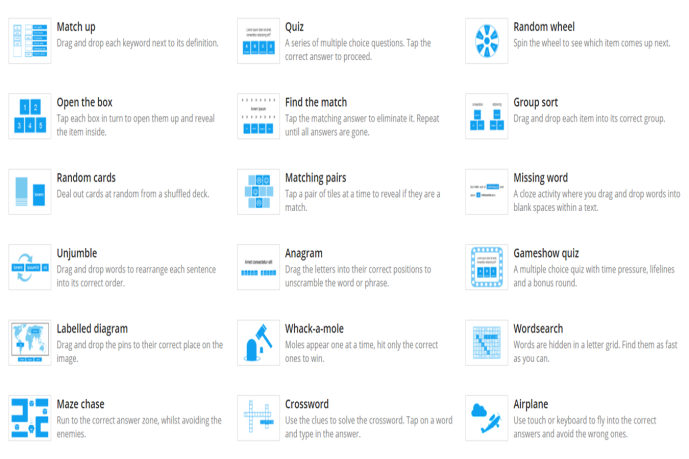 Match up
Drag and drop each keyword next to its definition.
Quiz
A series of multiple choice questions. Tap the
correct answer to proceed.
Random wheel
Spin the wheel to see which item comes up next.
Open the box
Tap each box in turn to open them up and reveal
the item inside.
Find the match
Tap the matching answer to eliminate it. Repeat
until all answers are gone.
Group sort
Drag and drop each item into its correct group.
Random cards
Deal out cards at random from a shuffled deck.
Matching pairs
Tap a pair of tiles at a time to reveal if they are a
match.
Missing word
A cloze activity where you drag and drop words into
blank spaces within a text.
Unjumble
Drag and drop words to rearrange each sentence
into its correct order.
Anagram
Drag the letters into their correct positions to
unscramble the word or phrase.
Gameshow quiz
A multiple choice quiz with time pressure, lifelines
and a bonus round.
Labelled diagram
Drag and drop the pins to their correct place on the
image.
Whack-a-mole
Moles appear one at a time, hit only the correct
ones to win.
Wordsearch
Words are hidden in a letter grid. Find them as fast
as you can.
Maze chase
Run to the correct answer zone, whilst avoiding the
enemies.
Crossword
Use the clues to solve the crossword. Tap on a word
and type in the answer.
Airplane
Use touch or keyboard to fly into the correct
answers and avoid the wrong ones.